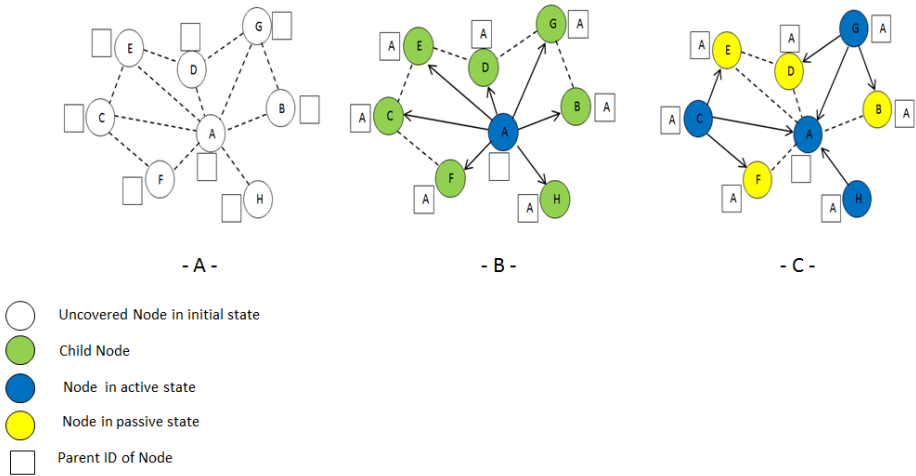 G
E
D
C
B
A
F
H
G
A
A
E
A
D
C
B
A
A
A
F
A
H
A
G
A
A
E
A
D
C
B
A
A
A
F
A
H
A
- A -
- B -
- C -
Uncovered Node in initial state
Child Node
Node in active state
Node in passive state
Parent ID of Node